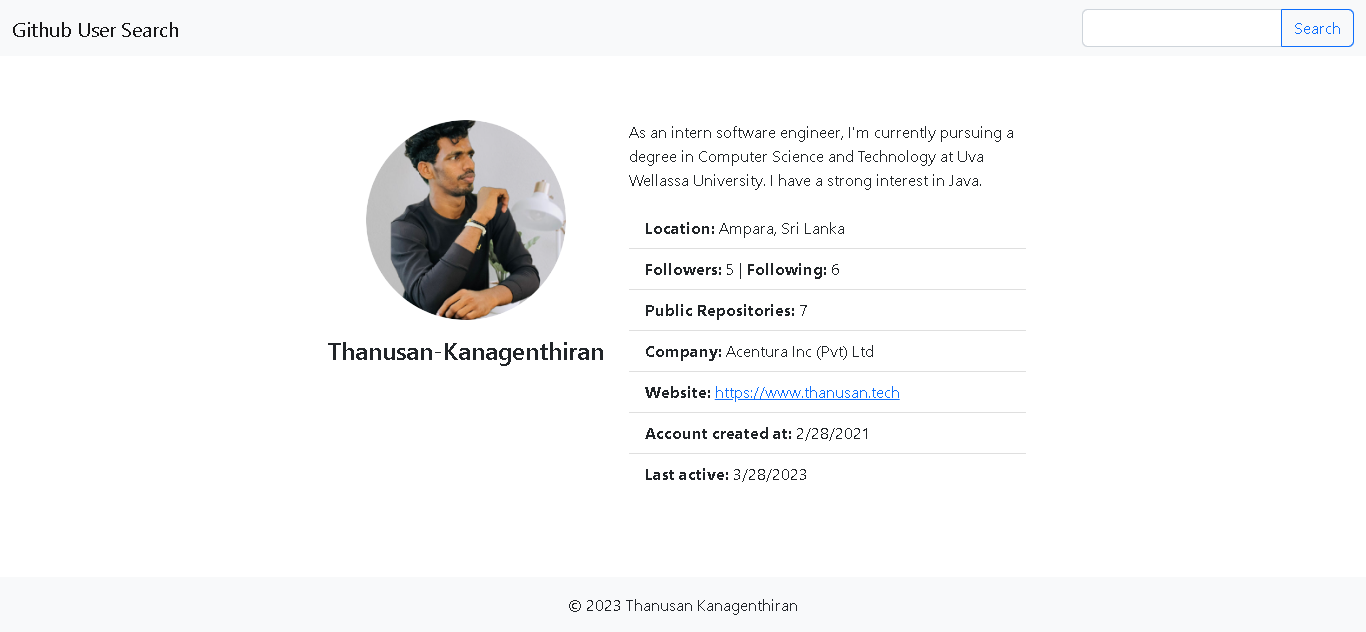 Github User Search
Search
As an intern software engineer, I'm currently pursuing a
degree in Computer Science and Technology at Uva
Wellassa University. I have a strong interest in Java.
Location: Ampara, Sri Lanka
Followers: 5 | Following: 6
Public Repositories: 7
Thanusan-Kanagenthiran
Company: Acentura Inc (Pvt) Ltd
Website: https://www.thanusan.tech
Account created at: 2/28/2021
Last active: 3/28/2023
© 2023 Thanusan Kanagenthiran